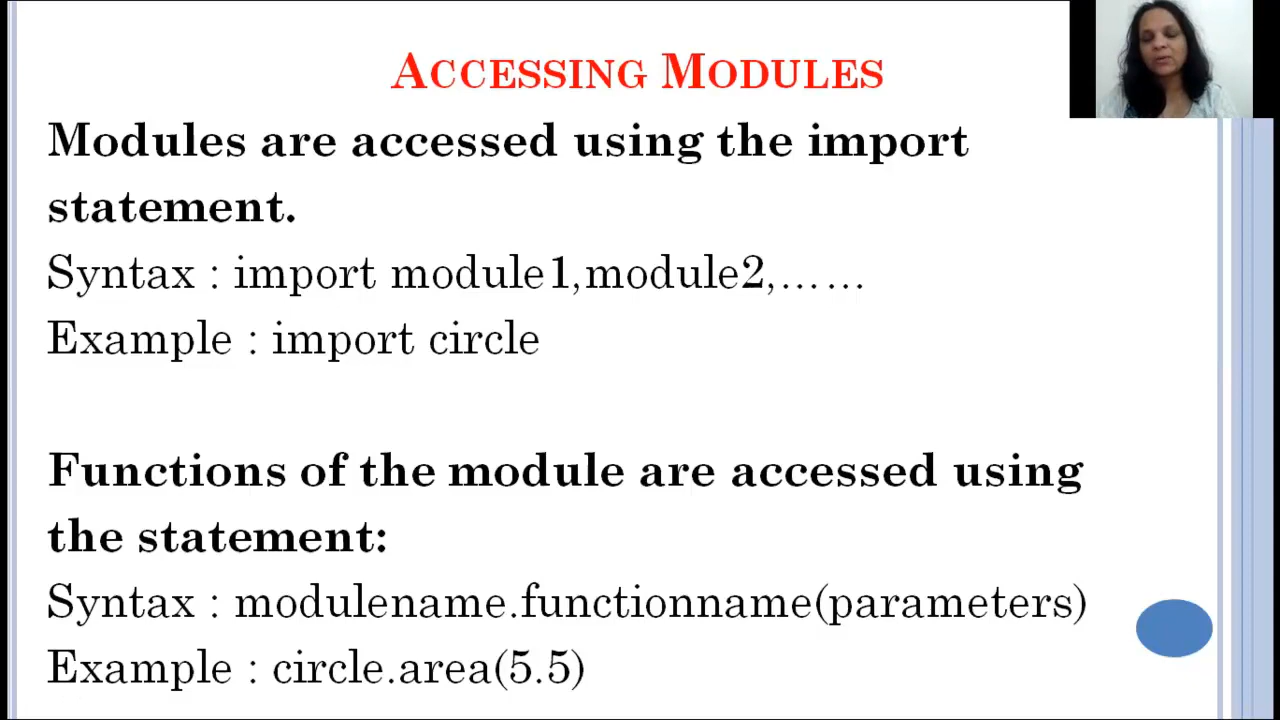 ACCESSING MODULES
Modules are accessed using the import
statement.
Syntax : import module1,module2,……
Example : import circle
Functions of the module are accessed using
the statement:
Syntax : modulename.functionname(parameters)
Example : circle.area(5.5)